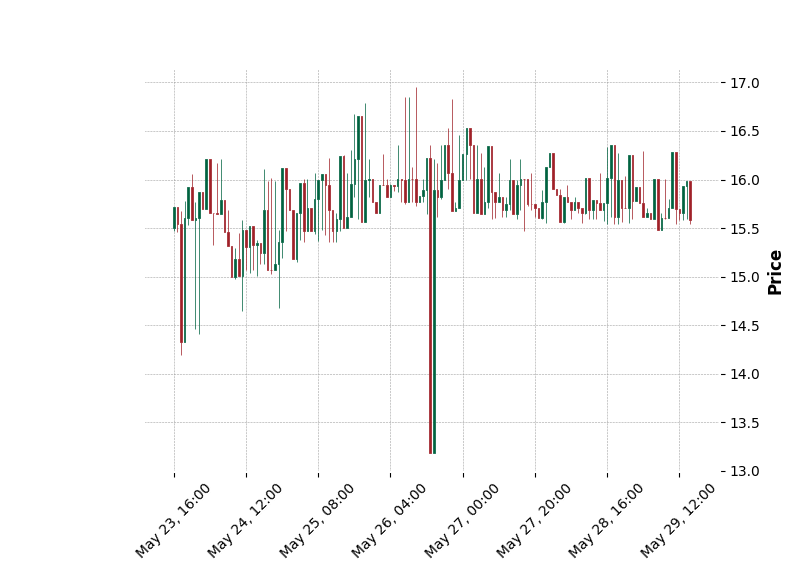 17.0
16.5
16.0
15.5
15.0
14.5
14.0
13.5
13.0
Price
May 23, 16:00
May 24, 12:00
May 25, 08:00
May 26, 04:00
May 27, 00:00
May 27, 20:00
May 28, 16:00
May 29, 12:00